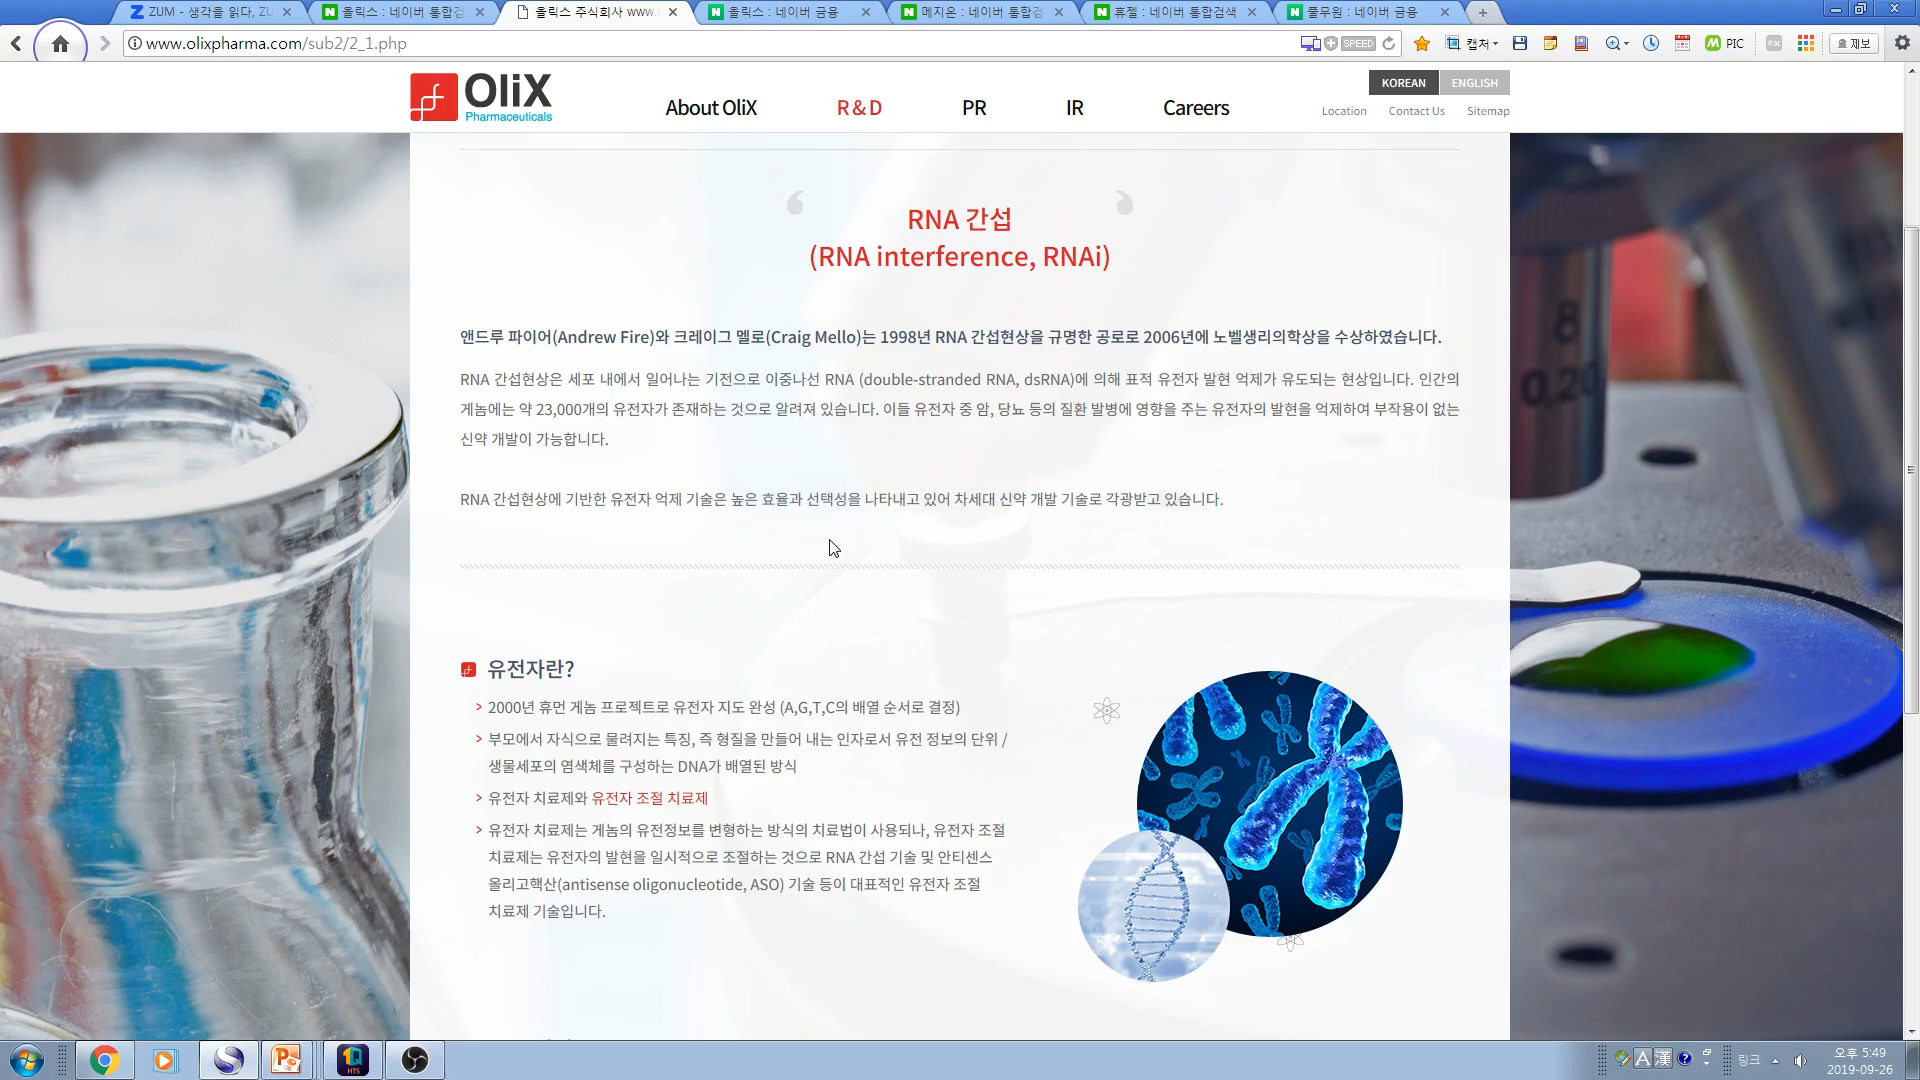 ZUM - 생각을 읽다, ZU
올릭스 : 네이버 통합검
올릭스 주식회사 www.
올릭스 : 네이버 금융
메지온 : 네이버 통합검
휴젤 : 네이버 통합검색
풀무원 : 네이버 금융
www.olixpharma.com/sub2/2_1.php
SPEED
캡처
PIC
제보
OliX
Pharmaceuticals
About OliX
R & D
PR
IR
Careers
KOREAN
ENGLISH
Location
Contact Us
Sitemap
RNA 간섭
(RNA interference, RNAi)
앤드루 파이어(Andrew Fire)와 크레이그 멜로(Craig Mello)는 1998년 RNA 간섭현상을 규명한 공로로 2006년에 노벨생리의학상을 수상하였습니다.
RNA 간섭현상은 세포 내에서 일어나는 기전으로 이중나선 RNA (double-stranded RNA, dsRNA)에 의해 표적 유전자 발현 억제가 유도되는 현상입니다. 인간의
게놈에는 약 23,000개의 유전자가 존재하는 것으로 알려져 있습니다. 이들 유전자 중 암, 당뇨 등의 질환 발병에 영향을 주는 유전자의 발현을 억제하여 부작용이 없는
신약 개발이 가능합니다.
RNA 간섭현상에 기반한 유전자 억제 기술은 높은 효율과 선택성을 나타내고 있어 차세대 신약 개발 기술로 각광받고 있습니다.
유전자란?
> 2000년 휴먼 게놈 프로젝트로 유전자 지도 완성 (A,G,T,C의 배열 순서로 결정)
> 부모에서 자식으로 물려지는 특징, 즉 형질을 만들어 내는 인자로서 유전 정보의 단위 /
생물세포의 염색체를 구성하는 DNA가 배열된 방식
> 유전자 치료제와 유전자 조절 치료제
> 유전자 치료제는 게놈의 유전정보를 변형하는 방식의 치료법이 사용되나, 유전자 조절
치료제는 유전자의 발현을 일시적으로 조절하는 것으로 RNA 간섭 기술 및 안티센스
올리고핵산(antisense oligonucleotide, ASO) 기술 등이 대표적인 유전자 조절
치료제 기술입니다.
8
0.20
HTS
A 漢
링크
오후 5:49
2019-09-26